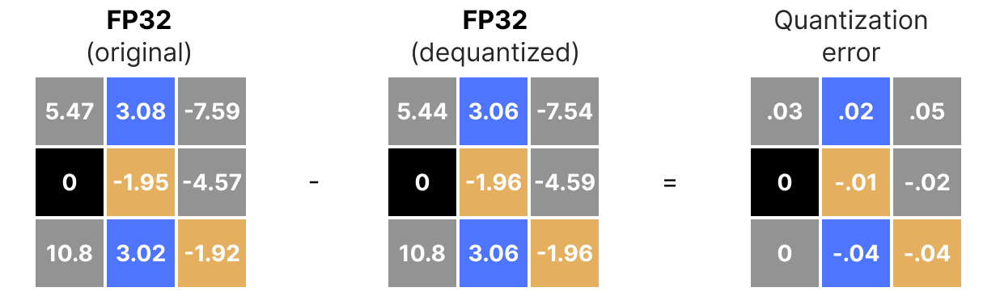 FP32 FP32 Quantization
(original) (dequantized) error
5.47 3.08 -7.59 5.44 3.06 -7.54 .03 .02 .05
0 -1.95 -4.57 - 0 -1.96 -4.59 = 0 -.01 -.02
10.8 3.02 -1.92 10.8 3.06 -1.96 0 -.04 -.04